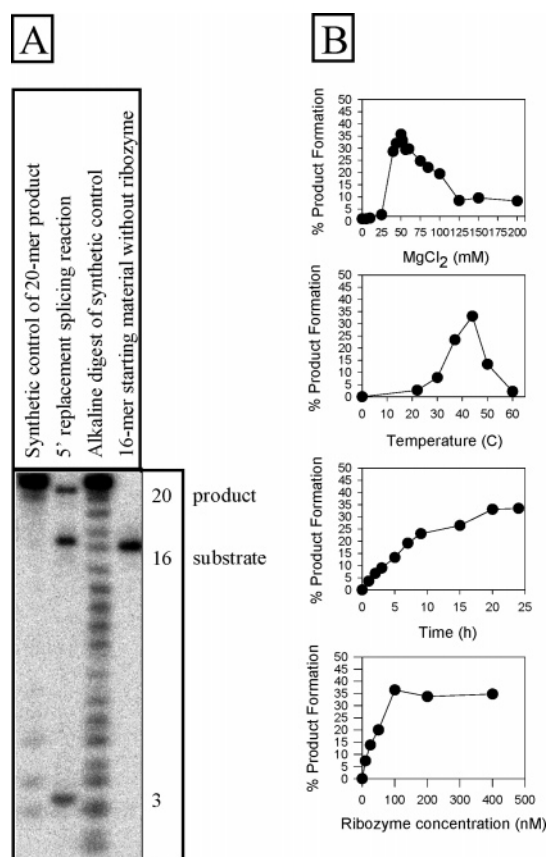 A
Synthetic control of 20-mer product
5' replacement splicing reaction
Alkaline digest of synthetic control
16-mer starting material without ribozyme
20 product
16 substrate
3
B
% Product Formation
50
45
40
35
30
25
20
15
10
5
0
0 25 50 75 100 125 150 175 200
MgCl2 (mM)
% Product Formation
50
45
40
35
30
25
20
15
10
5
0
0 10 20 30 40 50 60
Temperature (C)
% Product Formation
50
45
40
35
30
25
20
15
10
5
0
0 5 10 15 20 25
Time (h)
% Product Formation
50
45
40
35
30
25
20
15
10
5
0
0 100 200 300 400 500
Ribozyme concentration (nM)